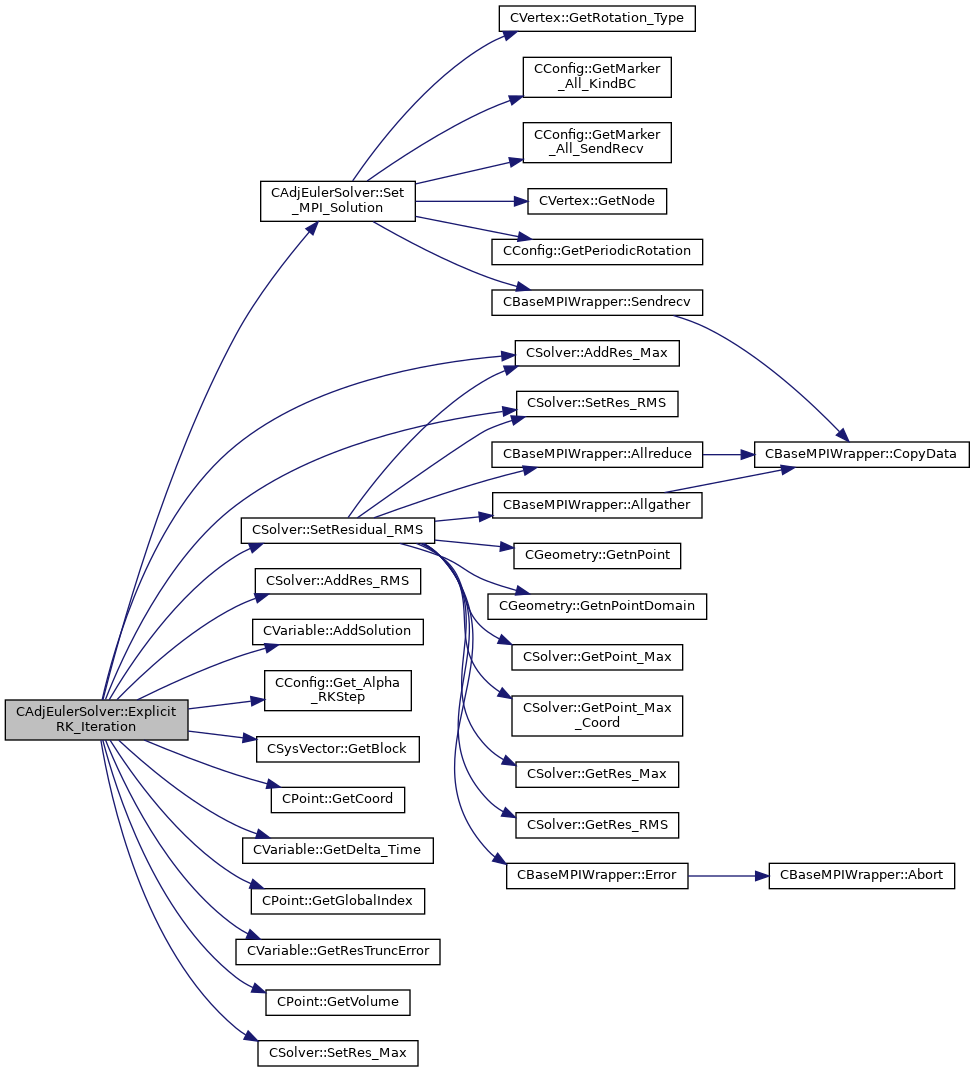 CVertex::GetRotation_Type
CConfig::GetMarker
_All_KindBC
CConfig::GetMarker
_All_SendRecv
CAdjEulerSolver::Set
_MPI_Solution
CVertex::GetNode
CConfig::GetPeriodicRotation
CBaseMPIWrapper::Sendrecv
CSolver::AddRes_Max
CSolver::SetRes_RMS
CBaseMPIWrapper::Allreduce
CBaseMPIWrapper::CopyData
CBaseMPIWrapper::Allgather
CSolver::SetResidual_RMS
CGeometry::GetnPoint
CSolver::AddRes_RMS
CGeometry::GetnPointDomain
CVariable::AddSolution
CSolver::GetPoint_Max
CConfig::Get_Alpha
_RKStep
CSolver::GetPoint_Max
_Coord
CAdjEulerSolver::Explicit
RK_Iteration
CSysVector::GetBlock
CSolver::GetRes_Max
CPoint::GetCoord
CSolver::GetRes_RMS
CVariable::GetDelta_Time
CBaseMPIWrapper::Error
CBaseMPIWrapper::Abort
CPoint::GetGlobalIndex
CVariable::GetResTruncError
CPoint::GetVolume
CSolver::SetRes_Max